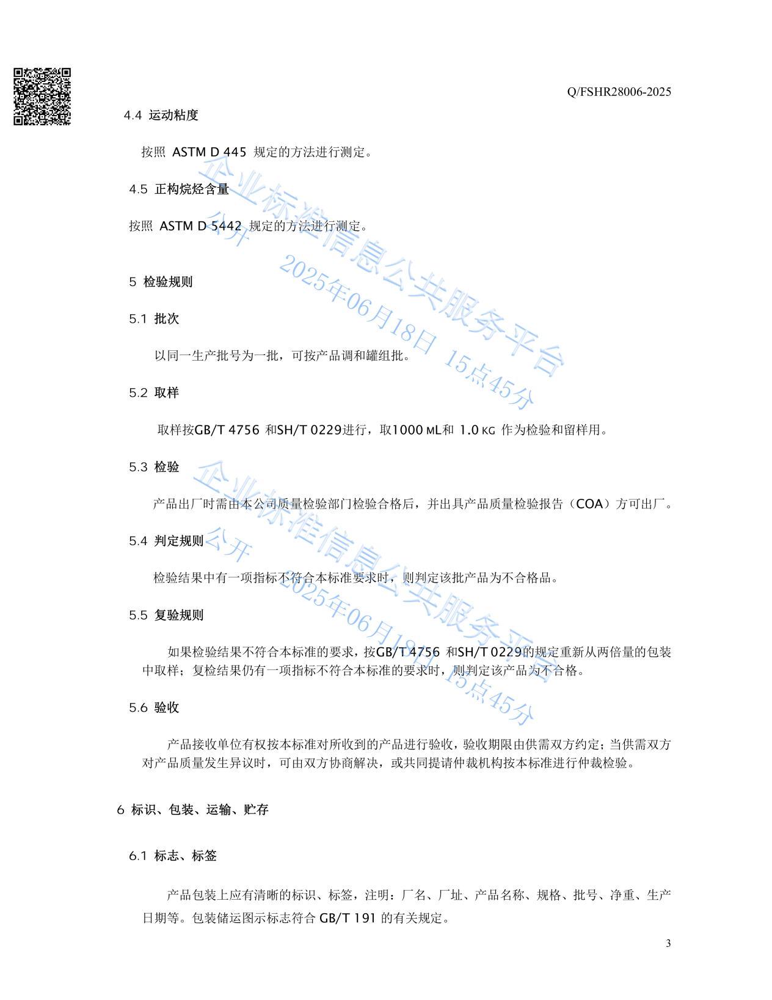 Q/FSHR28006-2025
4.4 运动粘度
按照 ASTM D 445 规定的方法进行测定。
4.5 正构烷烃含量
按照 ASTM D 5442 规定的方法进行测定。
5 检验规则
5.1 批次
以同一生产批号为一批，可按产品调和罐组批。
5.2 取样
取样按GB/T 4756 和SH/T 0229进行，取1000 ML和 1.0 KG 作为检验和留样用。
5.3 检验
产品出厂时需由本公司质量检验部门检验合格后，并出具产品质量检验报告（COA）方可出厂。
5.4 判定规则
检验结果中有一项指标不符合本标准要求时，则判定该批产品为不合格品。
5.5 复验规则
如果检验结果不符合本标准的要求，按GB/T 4756 和SH/T 0229的规定重新从两倍量的包装
中取样；复检结果仍有一项指标不符合本标准的要求时，则判定该产品为不合格。
5.6 验收
产品接收单位有权按本标准对所收到的产品进行验收，验收期限由供需双方约定；当供需双方
对产品质量发生异议时，可由双方协商解决，或共同提请仲裁机构按本标准进行仲裁检验。
6 标识、包装、运输、贮存
6.1 标志、标签
产品包装上应有清晰的标识、标签，注明：厂名、厂址、产品名称、规格、批号、净重、生产
日期等。包装储运图示标志符合 GB/T 191 的有关规定。
3
企业标准信息公共服务平台
公开 2025年06月18日 15点45分
企业标准信息公共服务平台
公开 2025年06月18日 15点45分